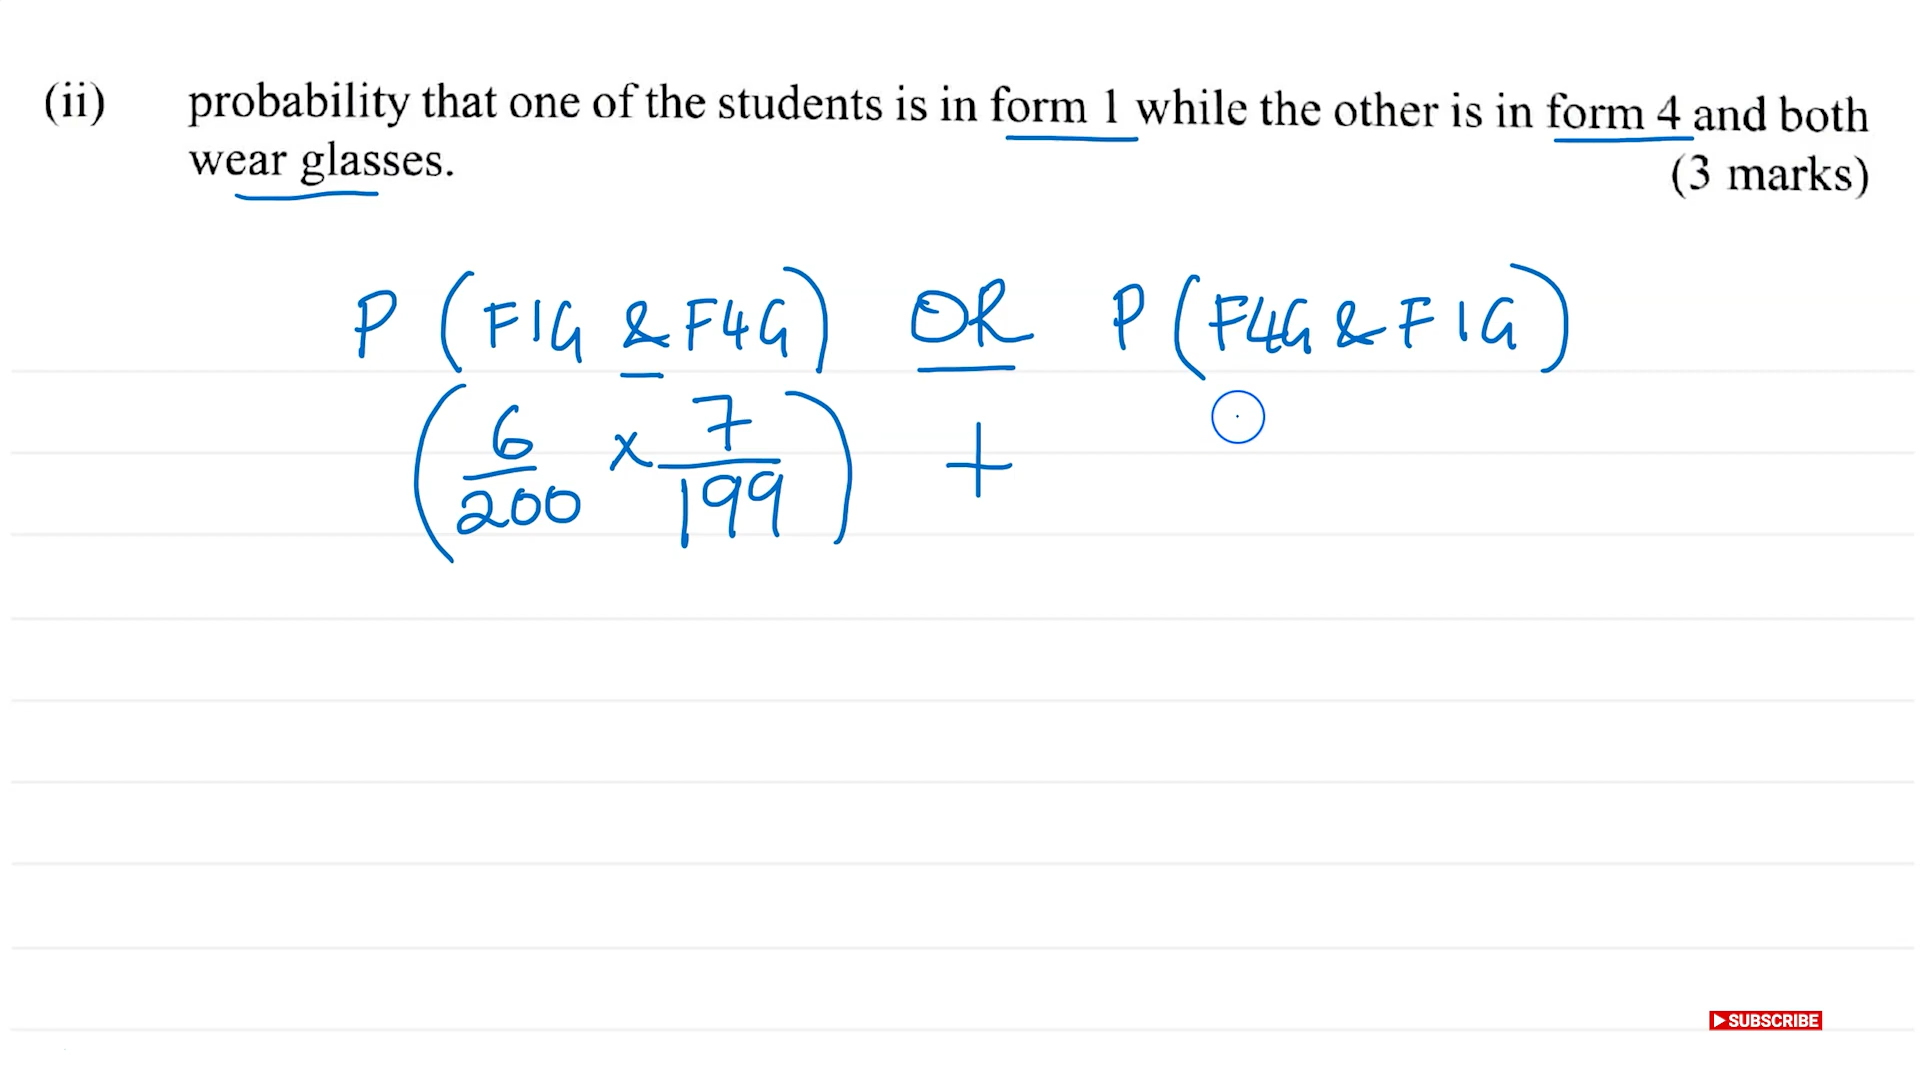 (ii) probability that one of the students is in form 1 while the other is in form 4 and both
wear glasses. (3 marks)
P (F1G & F4G) OR P (F4G & F1G)
(6/200 x 7/199) +
SUBSCRIBE